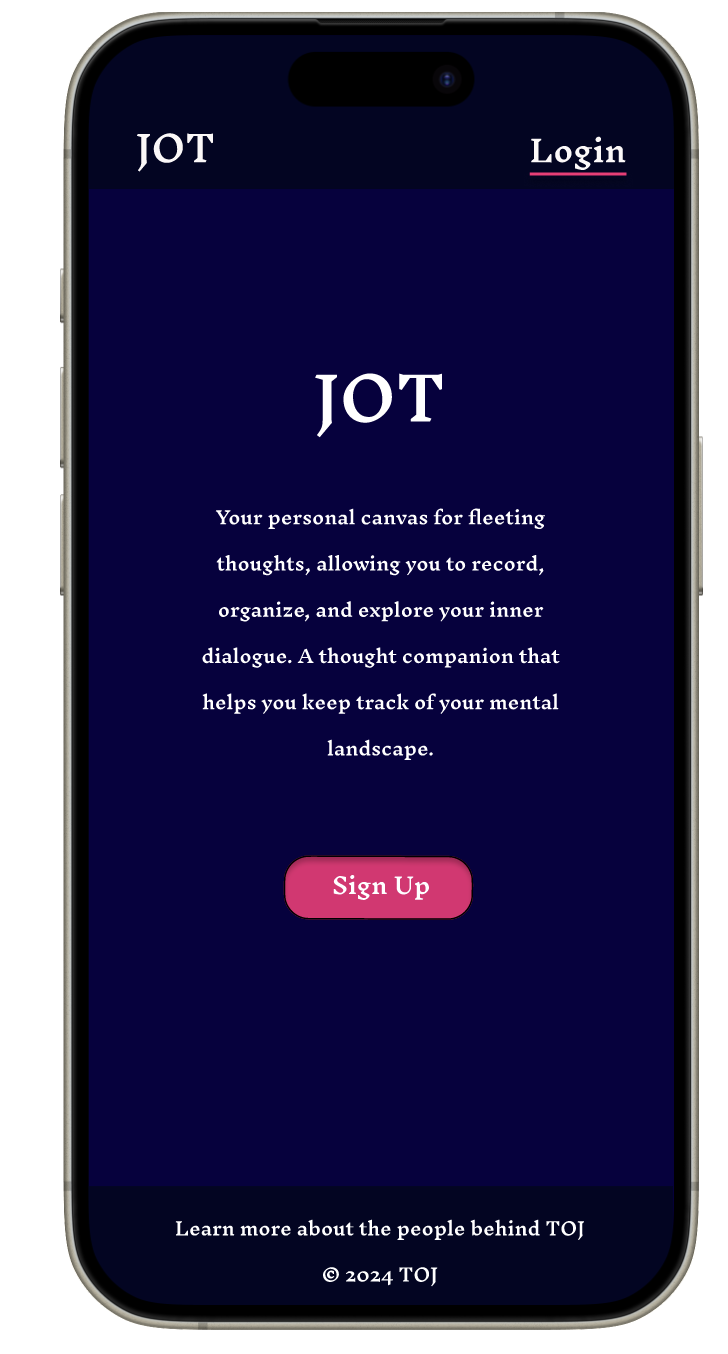 JOT
Login
JOT
Your personal canvas for fleeting
thoughts, allowing you to record,
organize, and explore your inner
dialogue. A thought companion that
helps you keep track of your mental
landscape.
Sign Up
Learn more about the people behind TOJ
© 2024 TOJ